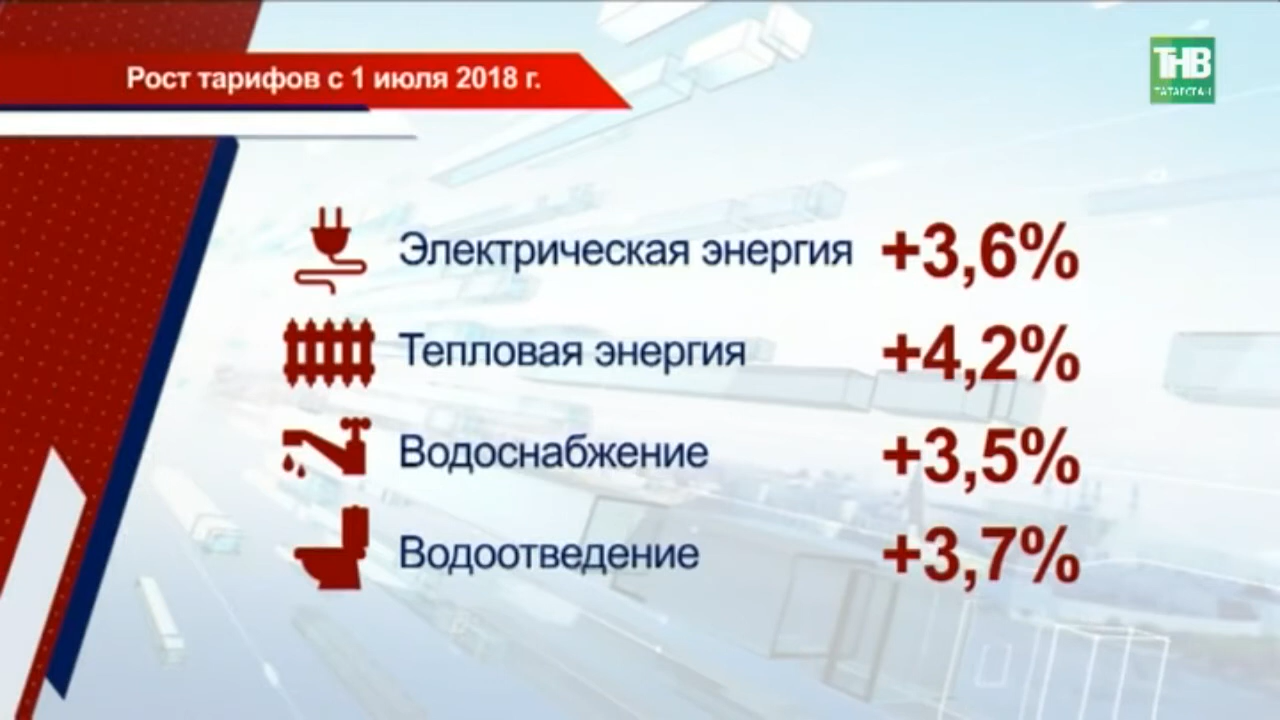 Рост тарифов с 1 июля 2018 г.
ТНВ
ТАТАРСТАН
Электрическая энергия +3,6%
Тепловая энергия +4,2%
Водоснабжение +3,5%
Водоотведение +3,7%